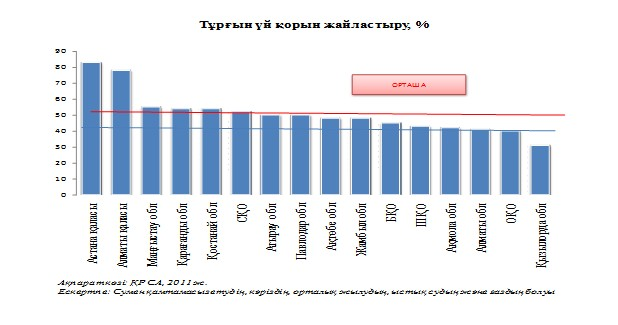 Тұрғын үй қорын жайластыру, %
90
80
70
60
50
40
30
20
10
0
ОРТАША
Астана қаласы
Алматы қаласы
Маңғыстау обл
Қарағанды обл
Қостанай обл
СҚО
Атырау обл
Павлодар обл
Ақтөбе обл
Жамбыл обл
БҚО
ШҚО
Ақмола обл
Алматы обл
ОҚО
Қызылорда обл
Ақпарат көзі: ҚР СА, 2011 ж.
Ескертпе: Сумен қамтамасыз етудің, кәріздің, орталық жылудың, ыстық судың және газдың болуы